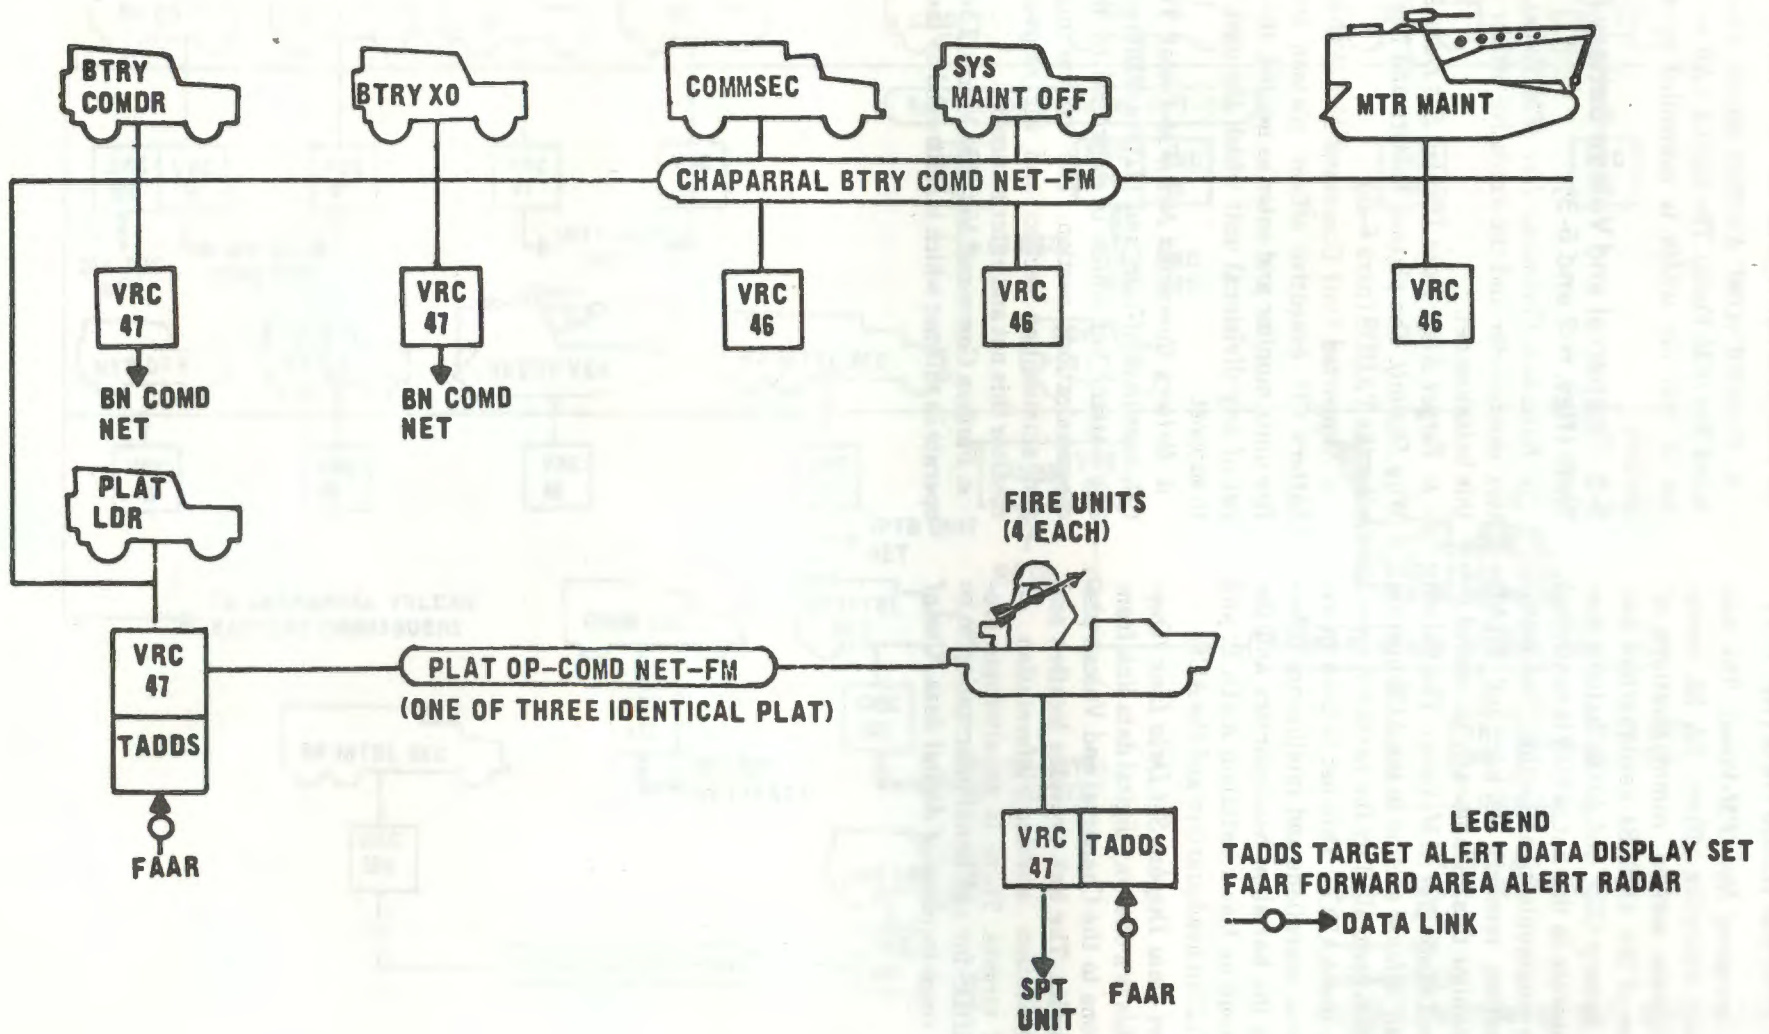 BTRY
COMDR
BTRY XO
COMMSEC
SYS
MAINT OFF
MTR MAINT
CHAPARRAL BTRY COMD NET-FM
VRC
47
VRC
47
VRC
46
VRC
46
VRC
46
BN COMD
NET
BN COMD
NET
PLAT
LDR
FIRE UNITS
(4 EACH)
VRC
47
TADDS
PLAT OP-COMD NET-FM
(ONE OF THREE IDENTICAL PLAT)
FAAR
VRC
47
TADDS
SPT
UNIT
FAAR
LEGEND
TADDS TARGET ALERT DATA DISPLAY SET
FAAR FORWARD AREA ALERT RADAR
DATA LINK